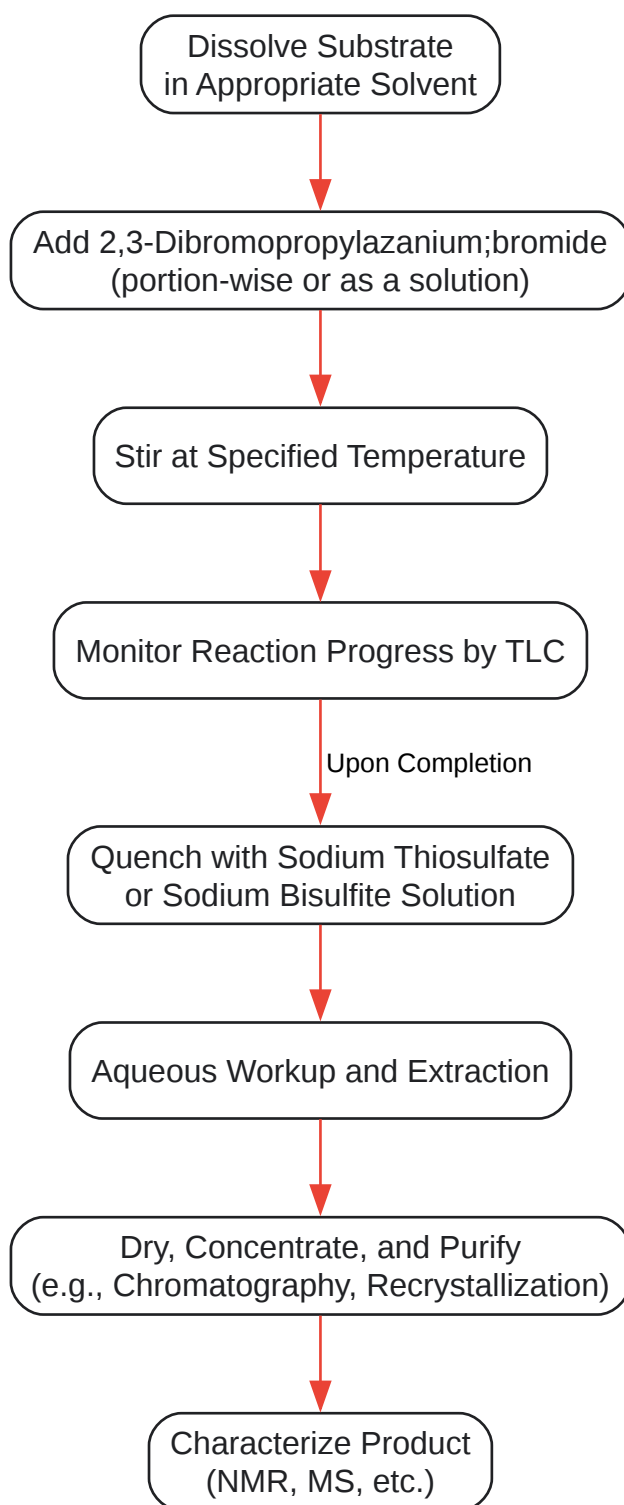 Dissolve Substrate
in Appropriate Solvent
Add 2,3-Dibromopropylazanium;bromide
(portion-wise or as a solution)
Stir at Specified Temperature
Monitor Reaction Progress by TLC
Upon Completion
Quench with Sodium Thiosulfate
or Sodium Bisulfite Solution
Aqueous Workup and Extraction
Dry, Concentrate, and Purify
(e.g., Chromatography, Recrystallization)
Characterize Product
(NMR, MS, etc.)